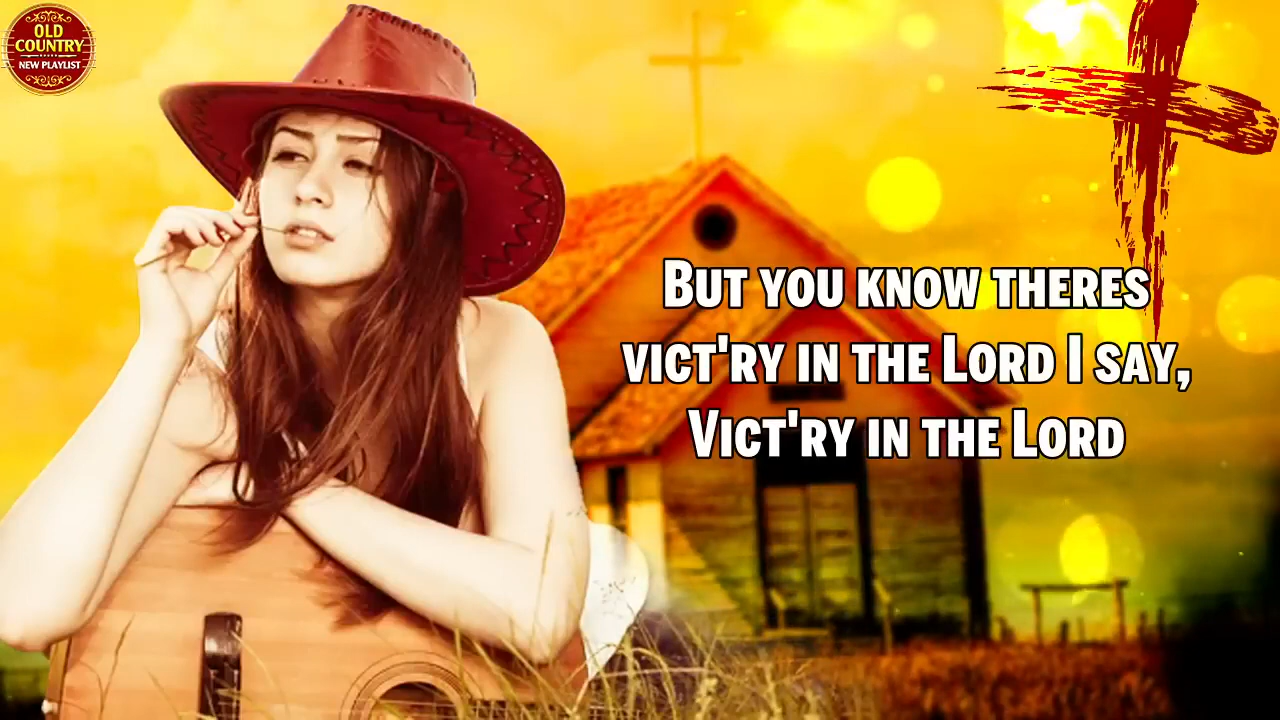 OLD
COUNTRY
NEW PLAYLIST
BUT YOU KNOW THERES
VICT'RY IN THE LORD I SAY,
VICT'RY IN THE LORD